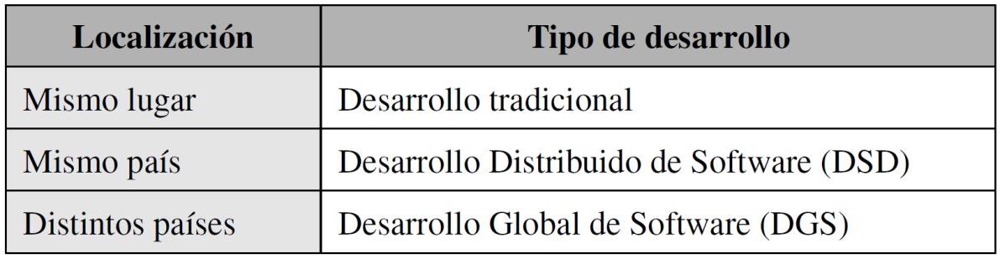 Localización Tipo de desarrollo
Mismo lugar Desarrollo tradicional
Mismo país Desarrollo Distribuido de Software (DSD)
Distintos países Desarrollo Global de Software (DGS)